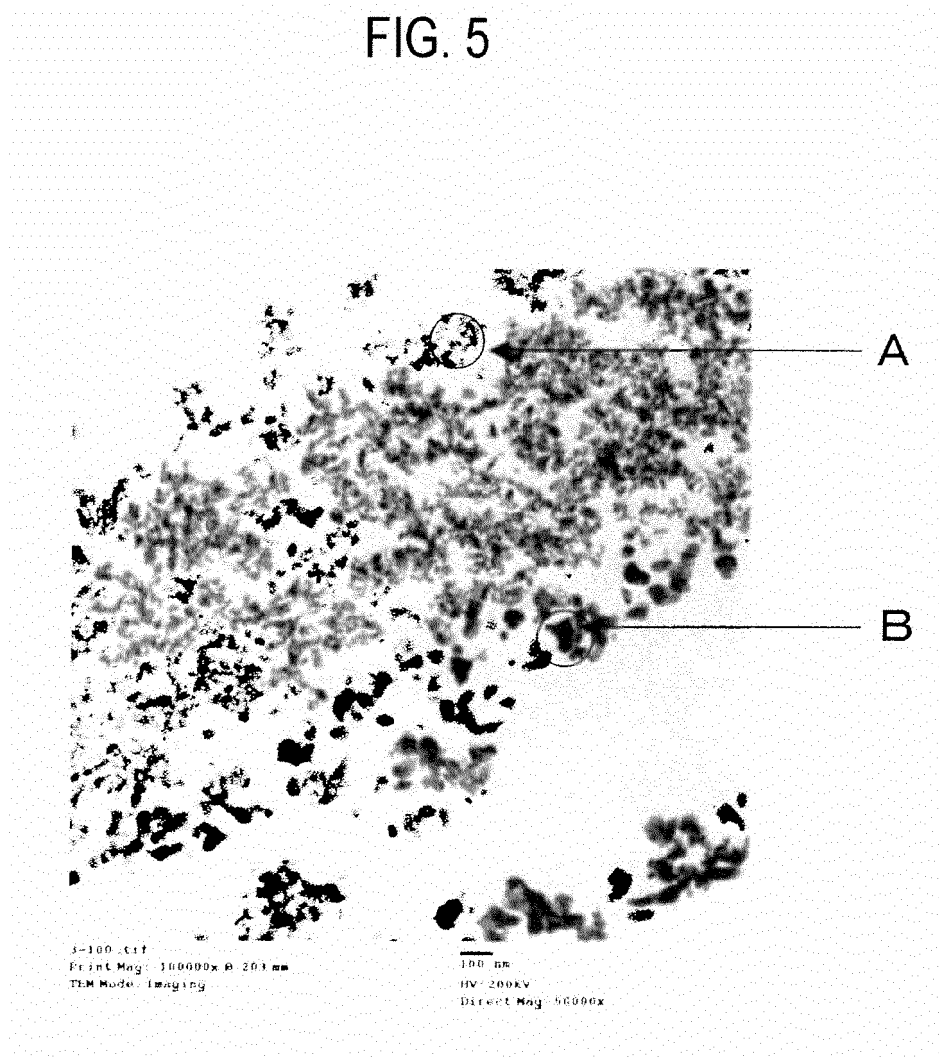 FIG. 5
A
B
3-100.tif
Print Mag: 100000x @ 203 mm
TEM Mode: Imaging
100 nm
HV=200kV
Direct Mag: 50000x